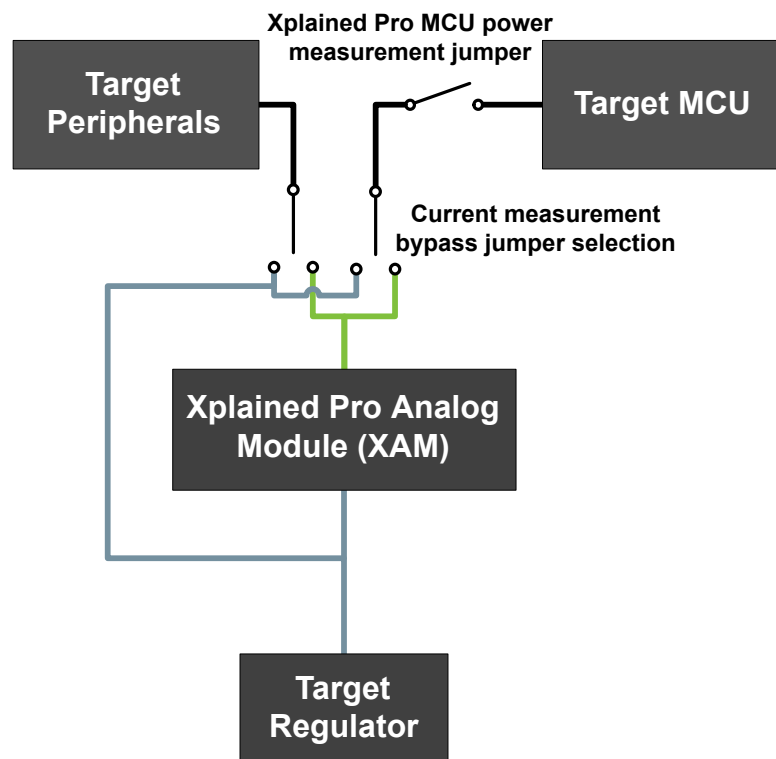 Xplained Pro MCU power
measurement jumper
Target
Peripherals
Target MCU
Current measurement
bypass jumper selection
Xplained Pro Analog
Module (XAM)
Target
Regulator